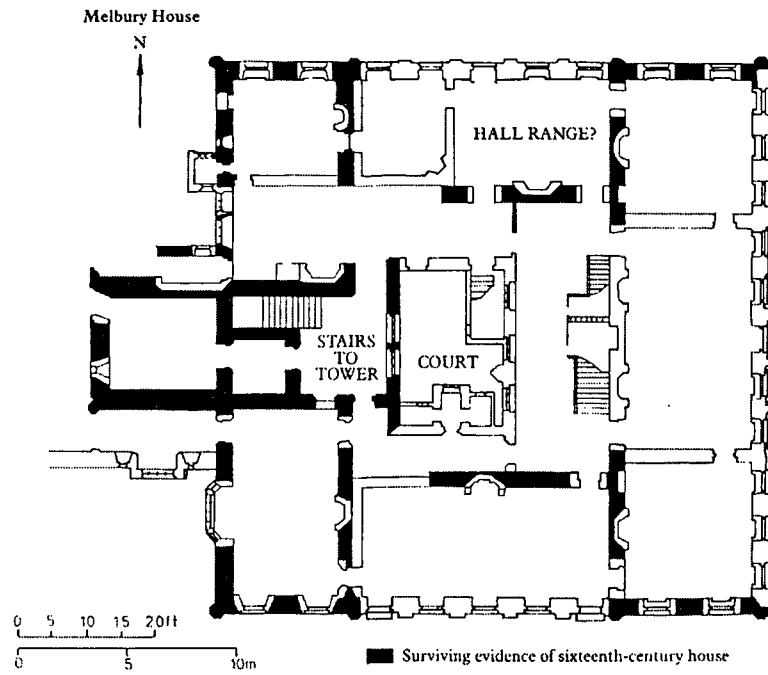 Melbury House
N
HALL RANGE?
STAIRS
TO
TOWER
COURT
0 5 10 15 20ft
0 5 10m
Surviving evidence of sixteenth-century house